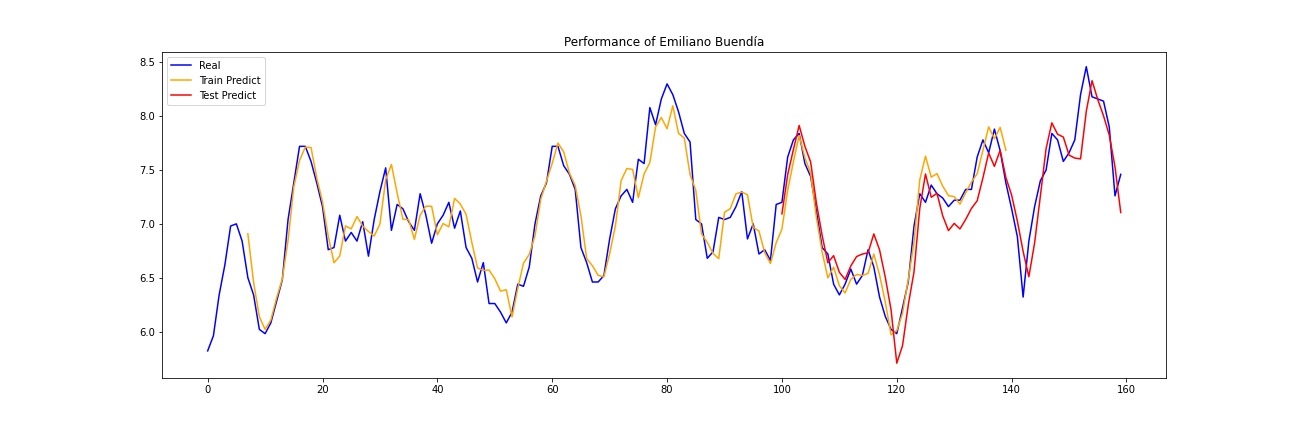 Performance of Emiliano Buendía
Real
Train Predict
Test Predict
8.5
8.0
7.5
7.0
6.5
6.0
0 20 40 60 80 100 120 140 160